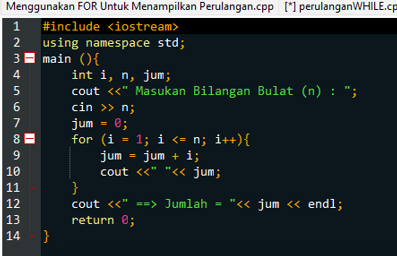 Menggunakan FOR Untuk Menampilkan Perulangan.cpp [*] perulanganWHILE.cp
1 #include <iostream>
2 using namespace std;
3 main (){
4 int i, n, jum;
5 cout <<" Masukan Bilangan Bulat (n) : ";
6 cin >> n;
7 jum = 0;
8 for (i = 1; i <= n; i++){
9 jum = jum + i;
10 cout <<" "<< jum;
11 }
12 cout <<" ==> Jumlah = "<< jum << endl;
13 return 0;
14 }